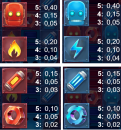 5: 0,40 5: 0,40
4: 0,15 4: 0,15
3: 0,05 3: 0,05
5: 0,20 5: 0,20
4: 0,10 4: 0,10
3: 0,04 3: 0,04
5: 0,15 5: 0,15
4: 0,05 4: 0,05
3: 0,03 3: 0,03
5: 0,10 5: 0,10
4: 0,05 4: 0,05
3: 0,02 3: 0,02